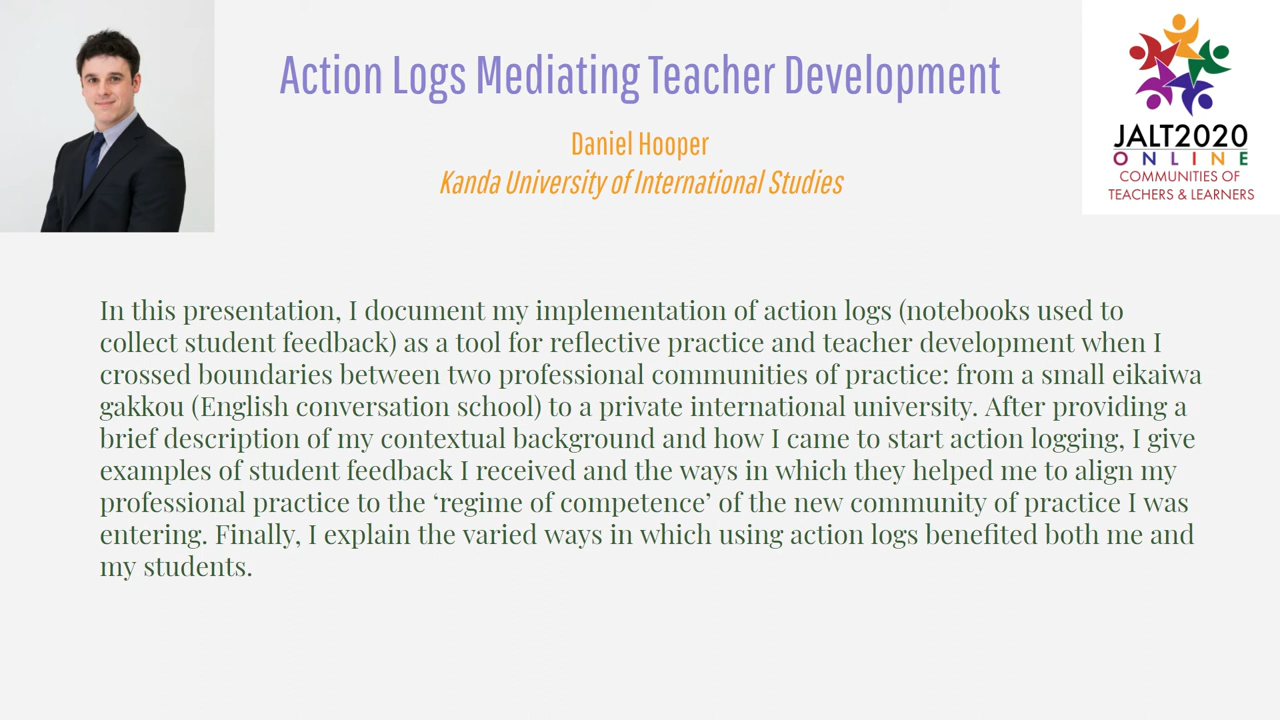 Action Logs Mediating Teacher Development
Daniel Hooper
Kanda University of International Studies
JALT2020
ONLINE
COMMUNITIES OF
TEACHERS & LEARNERS
In this presentation, I document my implementation of action logs (notebooks used to
collect student feedback) as a tool for reflective practice and teacher development when I
crossed boundaries between two professional communities of practice: from a small eikaiwa
gakkou (English conversation school) to a private international university. After providing a
brief description of my contextual background and how I came to start action logging, I give
examples of student feedback I received and the ways in which they helped me to align my
professional practice to the ‘regime of competence’ of the new community of practice I was
entering. Finally, I explain the varied ways in which using action logs benefited both me and
my students.